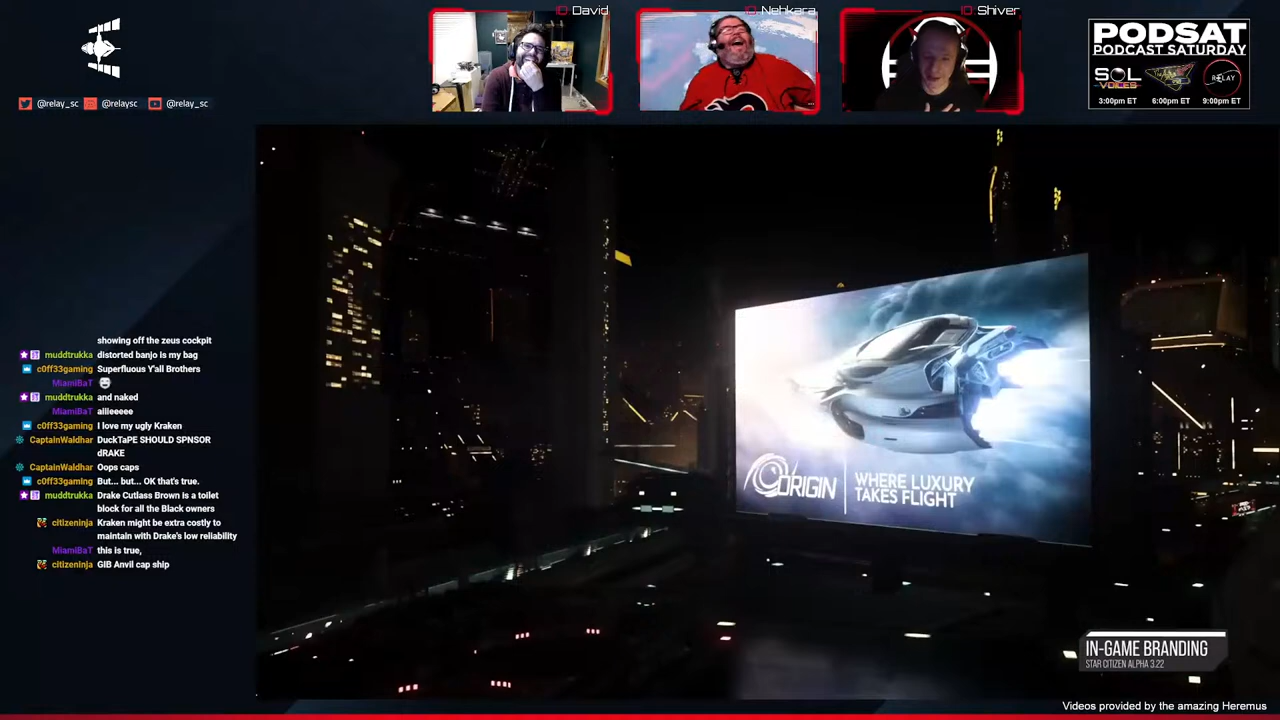 David
Nehkara
Shiver
PODSAT
PODCAST SATURDAY
SOL
VOICES
RELAY
3:00pm ET
6:00pm ET
9:00pm ET
@relay_sc
@relaysc
@relay_sc
showing off the zeus cockpit
muddtrukka distorted banjo is my bag
c0ff33gaming Superfluous Y'all Brothers
MiamiBaT
muddtrukka and naked
MiamiBaT aiiieeeee
c0ff33gaming I love my ugly Kraken
CaptainWaldhar DuckTaPE SHOULD SPNSOR
dRAKE
CaptainWaldhar Oops caps
c0ff33gaming But... but... OK that's true.
muddtrukka Drake Cutlass Brown is a toilet
block for all the Black owners
citizeninja Kraken might be extra costly to
maintain with Drake's low reliability
MiamiBaT this is true,
citizeninja GIB Anvil cap ship
ORIGIN
WHERE LUXURY
TAKES FLIGHT
IN-GAME BRANDING
STAR CITIZEN ALPHA 3.22
Videos provided by the amazing Heremus